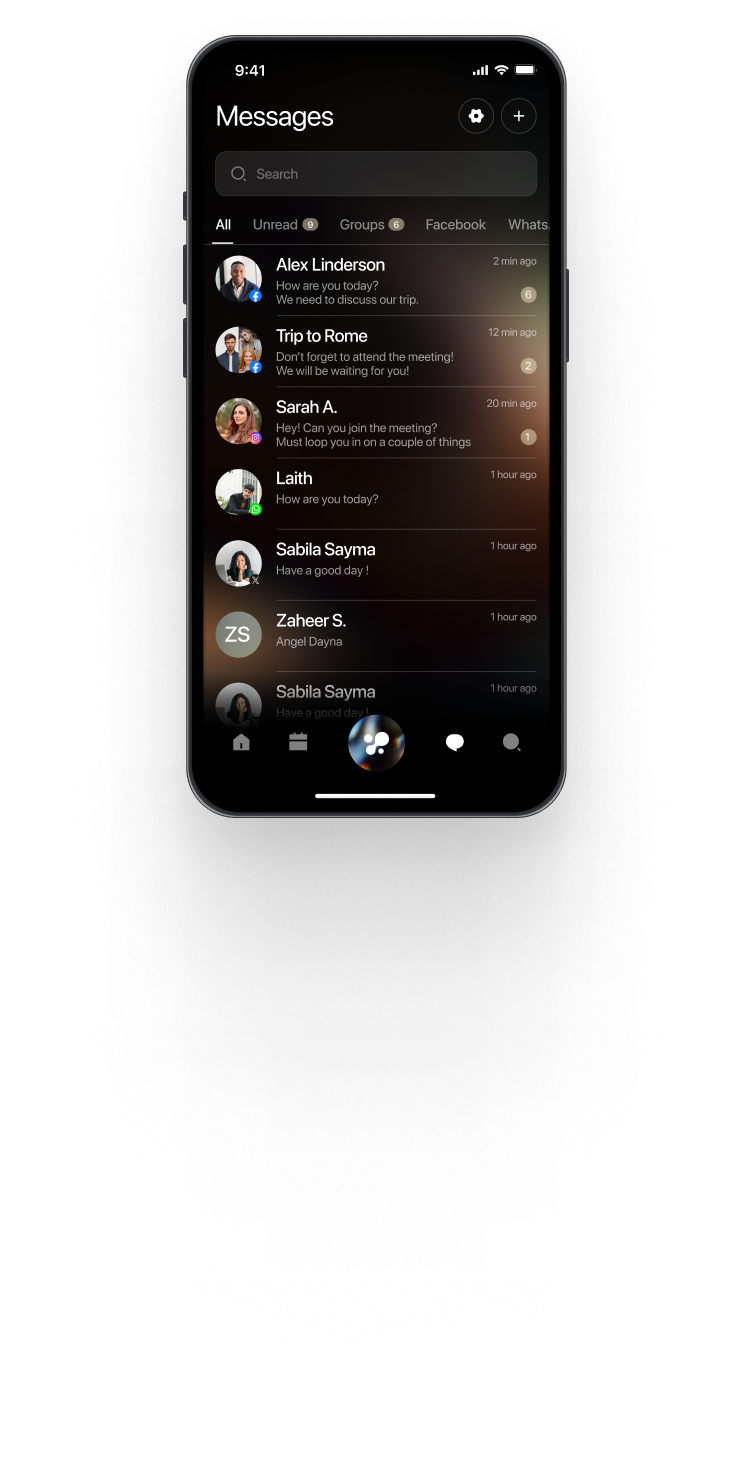 9:41
Messages
Search
All Unread 9 Groups 6 Facebook Whats.
Alex Linderson 2 min ago
How are you today?
We need to discuss our trip. 6
Trip to Rome 12 min ago
Don't forget to attend the meeting!
We will be waiting for you! 2
Sarah A. 20 min ago
Hey! Can you join the meeting?
Must loop you in on a couple of things 1
Laith 1 hour ago
How are you today?
Sabila Sayma 1 hour ago
Have a good day !
ZS
Zaheer S. 1 hour ago
Angel Dayna
Sabila Sayma 1 hour ago
Have a good day !